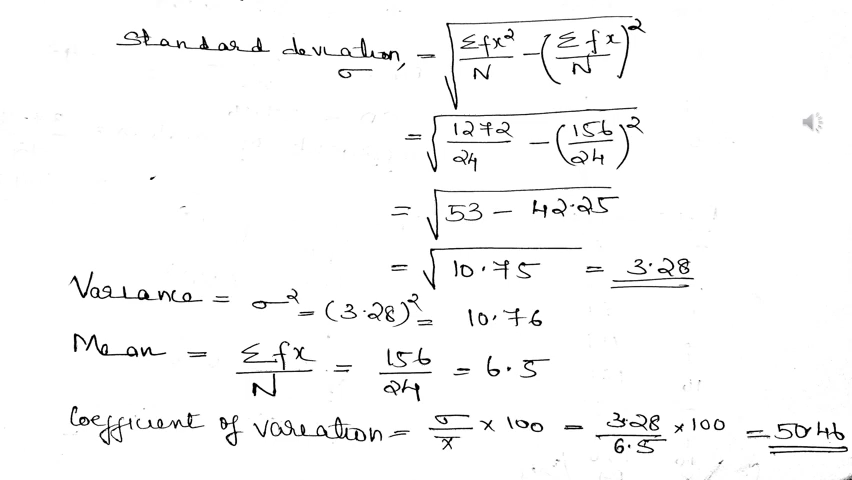 Standard deviation, σ = √(Σfx²/N − (Σfx/N)²)
= √(1272/24 − (156/24)²)
= √(53 − 42.25)
= √10.75 = 3.28
Variance = σ² = (3.28)² = 10.76
Mean = Σfx/N = 156/24 = 6.5
Coefficient of variation = σ/x × 100 = 3.28/6.5 × 100 = 50.46